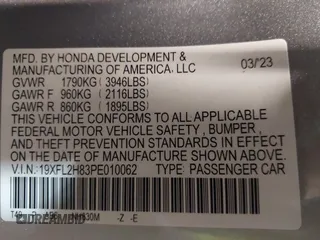 MFD. BY HONDA DEVELOPMENT & 03/23
MANUFACTURING OF AMERICA, LLC
GVWR 1790KG (3946LBS)
GAWR F 960KG (2116LBS)
GAWR R 860KG (1895LBS)
THIS VEHICLE CONFORMS TO ALL APPLICABLE
FEDERAL MOTOR VEHICLE SAFETY , BUMPER ,
AND THEFT PREVENTION STANDARDS IN EFFECT
ON THE DATE OF MANUFACTURE SHOWN ABOVE.
V.I.N.: 19XFL2H83PE010062 TYPE: PASSENGER CAR
-Z -E
DREAMBID